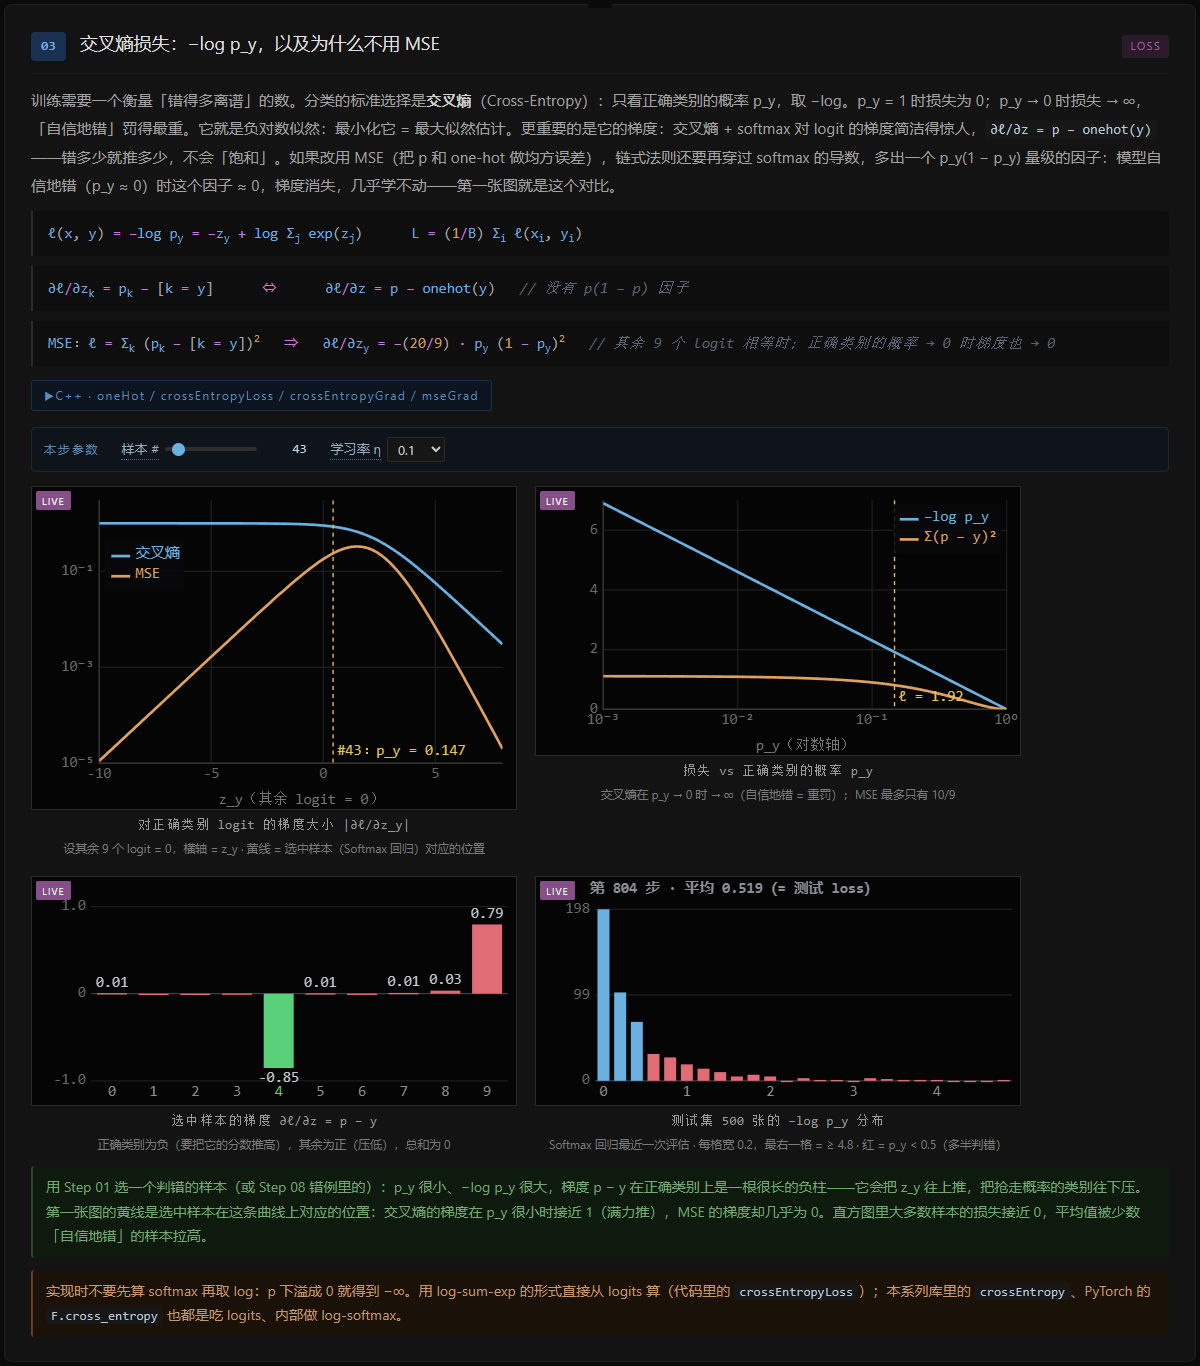 03
交叉熵损失：−log p_y，以及为什么不用 MSE
LOSS
训练需要一个衡量「错得多离谱」的数。分类的标准选择是交叉熵（Cross-Entropy）：只看正确类别的概率 p_y，取 −log。p_y = 1 时损失为 0；p_y → 0 时损失 → ∞，
「自信地错」罚得最重。它就是负对数似然：最小化它 = 最大似然估计。更重要的是它的梯度：交叉熵 + softmax 对 logit 的梯度简洁得惊人，∂ℓ/∂z = p − onehot(y)
——错多少就推多少，不会「饱和」。如果改用 MSE（把 p 和 one-hot 做均方误差），链式法则还要再穿过 softmax 的导数，多出一个 p_y(1 − p_y) 量级的因子：模型自
信地错（p_y ≈ 0）时这个因子 ≈ 0，梯度消失，几乎学不动——第一张图就是这个对比。
ℓ(x, y) = −log p_y = −z_y + log Σ_j exp(z_j)   L = (1/B) Σ_i ℓ(x_i, y_i)
∂ℓ/∂z_k = p_k − [k = y]   ⇔   ∂ℓ/∂z = p − onehot(y)   // 没有 p(1 − p) 因子
MSE：ℓ = Σ_k (p_k − [k = y])²   ⇒   ∂ℓ/∂z_y = −(20/9) · p_y (1 − p_y)²   // 其余 9 个 logit 相等时；正确类别的概率 → 0 时梯度也 → 0
▶C++ · oneHot / crossEntropyLoss / crossEntropyGrad / mseGrad
本步参数 样本 # 43 学习率 η 0.1
LIVE
交叉熵
MSE
10⁻¹
10⁻³
10⁻⁵
#43：p_y = 0.147
-10 -5 0 5
z_y（其余 logit = 0）
对正确类别 logit 的梯度大小 |∂ℓ/∂z_y|
设其余 9 个 logit = 0，横轴 = z_y · 黄线 = 选中样本（Softmax 回归）对应的位置
LIVE
−log p_y
Σ(p − y)²
6
4
2
0
ℓ = 1.92
10⁻³ 10⁻² 10⁻¹ 10⁰
p_y（对数轴）
损失 vs 正确类别的概率 p_y
交叉熵在 p_y → 0 时 → ∞（自信地错 = 重罚）；MSE 最多只有 10/9
LIVE
1.0
0
-1.0
0.01 -0.85 0.01 0.01 0.03 0.79
0 1 2 3 4 5 6 7 8 9
选中样本的梯度 ∂ℓ/∂z = p − y
正确类别为负（要把它的分数推高），其余为正（压低），总和为 0
LIVE
第 804 步 · 平均 0.519 (= 测试 loss)
198
99
0
0 1 2 3 4
测试集 500 张的 −log p_y 分布
Softmax 回归最近一次评估 · 每格宽 0.2，最右一格 = ≥ 4.8 · 红 = p_y < 0.5（多半判错）
用 Step 01 选一个判错的样本（或 Step 08 错例里的）：p_y 很小、−log p_y 很大，梯度 p − y 在正确类别上是一根很长的负柱——它会把 z_y 往上推，把抢走概率的类别往下压。
第一张图的黄线是选中样本在这条曲线上对应的位置：交叉熵的梯度在 p_y 很小时接近 1（满力推），MSE 的梯度却几乎为 0。直方图里大多数样本的损失接近 0，平均值被少数
「自信地错」的样本拉高。
实现时不要先算 softmax 再取 log：p 下溢成 0 就得到 −∞。用 log-sum-exp 的形式直接从 logits 算（代码里的 crossEntropyLoss）；本系列库里的 crossEntropy、PyTorch 的
F.cross_entropy 也都是吃 logits、内部做 log-softmax。